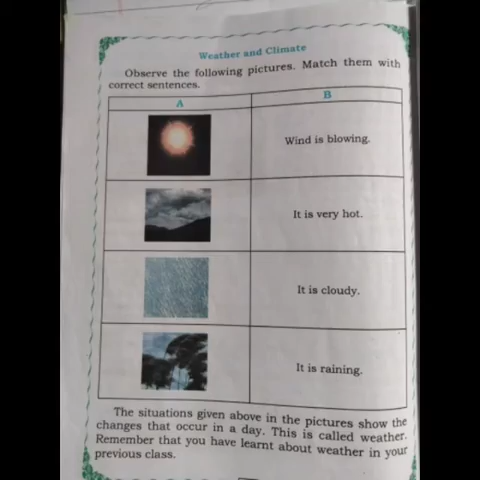 Weather and Climate
Observe the following pictures. Match them with
correct sentences.
A
B
Wind is blowing.
It is very hot.
It is cloudy.
It is raining.
The situations given above in the pictures show the
changes that occur in a day. This is called weather.
Remember that you have learnt about weather in your
previous class.